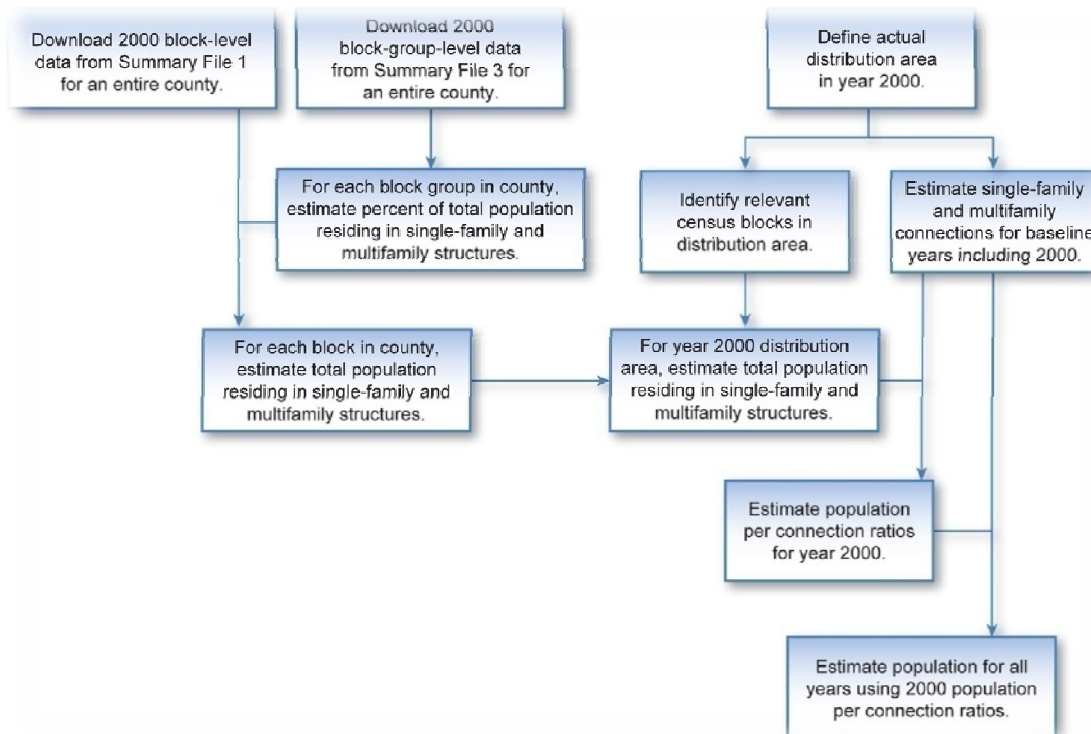 Download 2000 block-level
data from Summary File 1
for an entire county.
Download 2000
block-group-level data
from Summary File 3 for
an entire county.
Define actual
distribution area
in year 2000.
For each block group in county,
estimate percent of total population
residing in single-family and
multifamily structures.
Identify relevant
census blocks in
distribution area.
Estimate single-family
and multifamily
connections for baseline
years including 2000.
For each block in county,
estimate total population
residing in single-family and
multifamily structures.
For year 2000 distribution
area, estimate total population
residing in single-family and
multifamily structures.
Estimate population
per connection ratios
for year 2000.
Estimate population for all
years using 2000 population
per connection ratios.